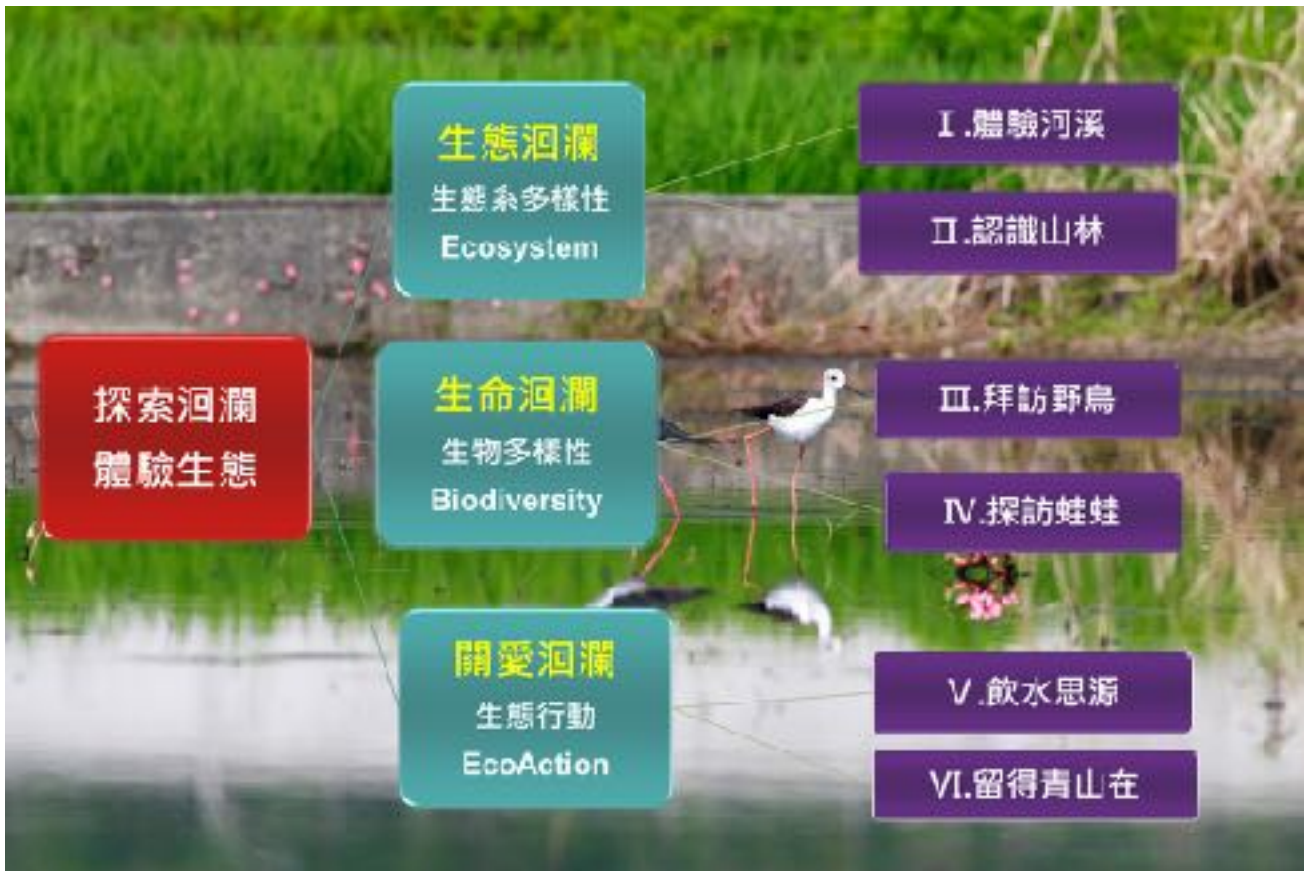 探索洄瀾
體驗生態
生態洄瀾
生態系多樣性
Ecosystem
Ⅰ.體驗河溪
Ⅱ.認識山林
生命洄瀾
生物多樣性
Biodiversity
Ⅲ.拜訪野鳥
Ⅳ.探訪蛙蛙
關愛洄瀾
生態行動
EcoAction
Ⅴ.飲水思源
Ⅵ.留得青山在